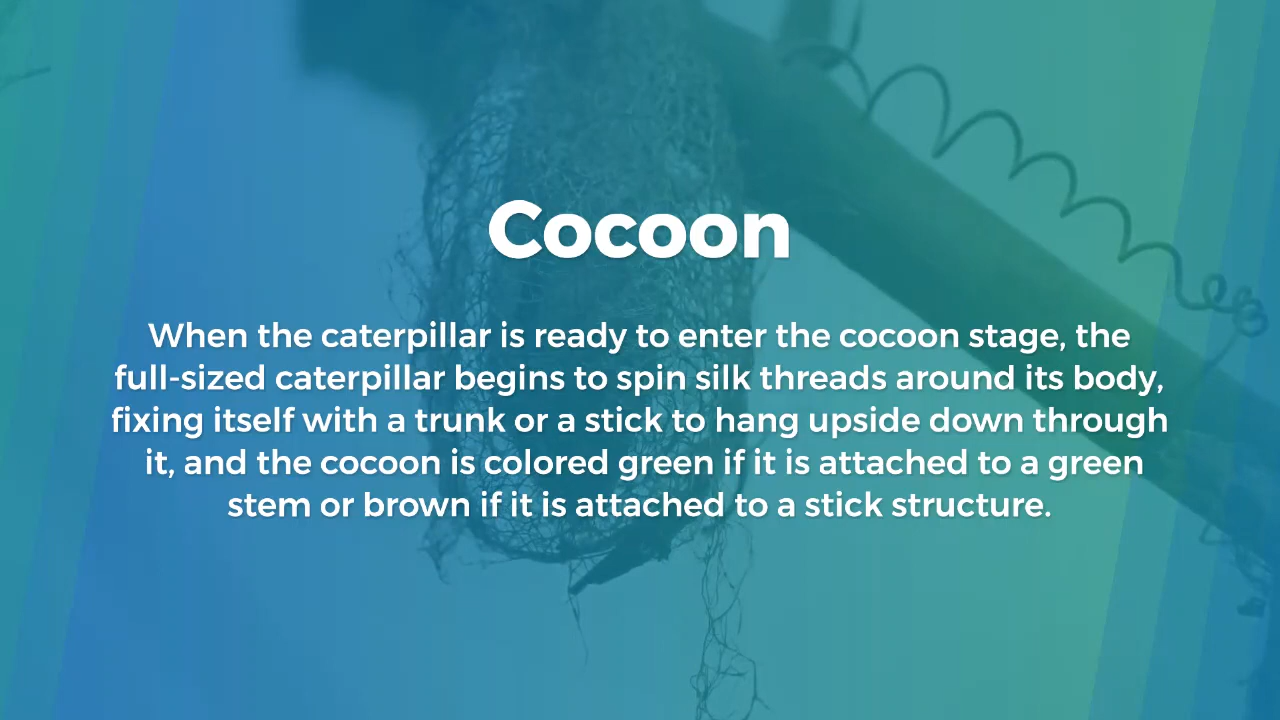 Cocoon
When the caterpillar is ready to enter the cocoon stage, the
full-sized caterpillar begins to spin silk threads around its body,
fixing itself with a trunk or a stick to hang upside down through
it, and the cocoon is colored green if it is attached to a green
stem or brown if it is attached to a stick structure.